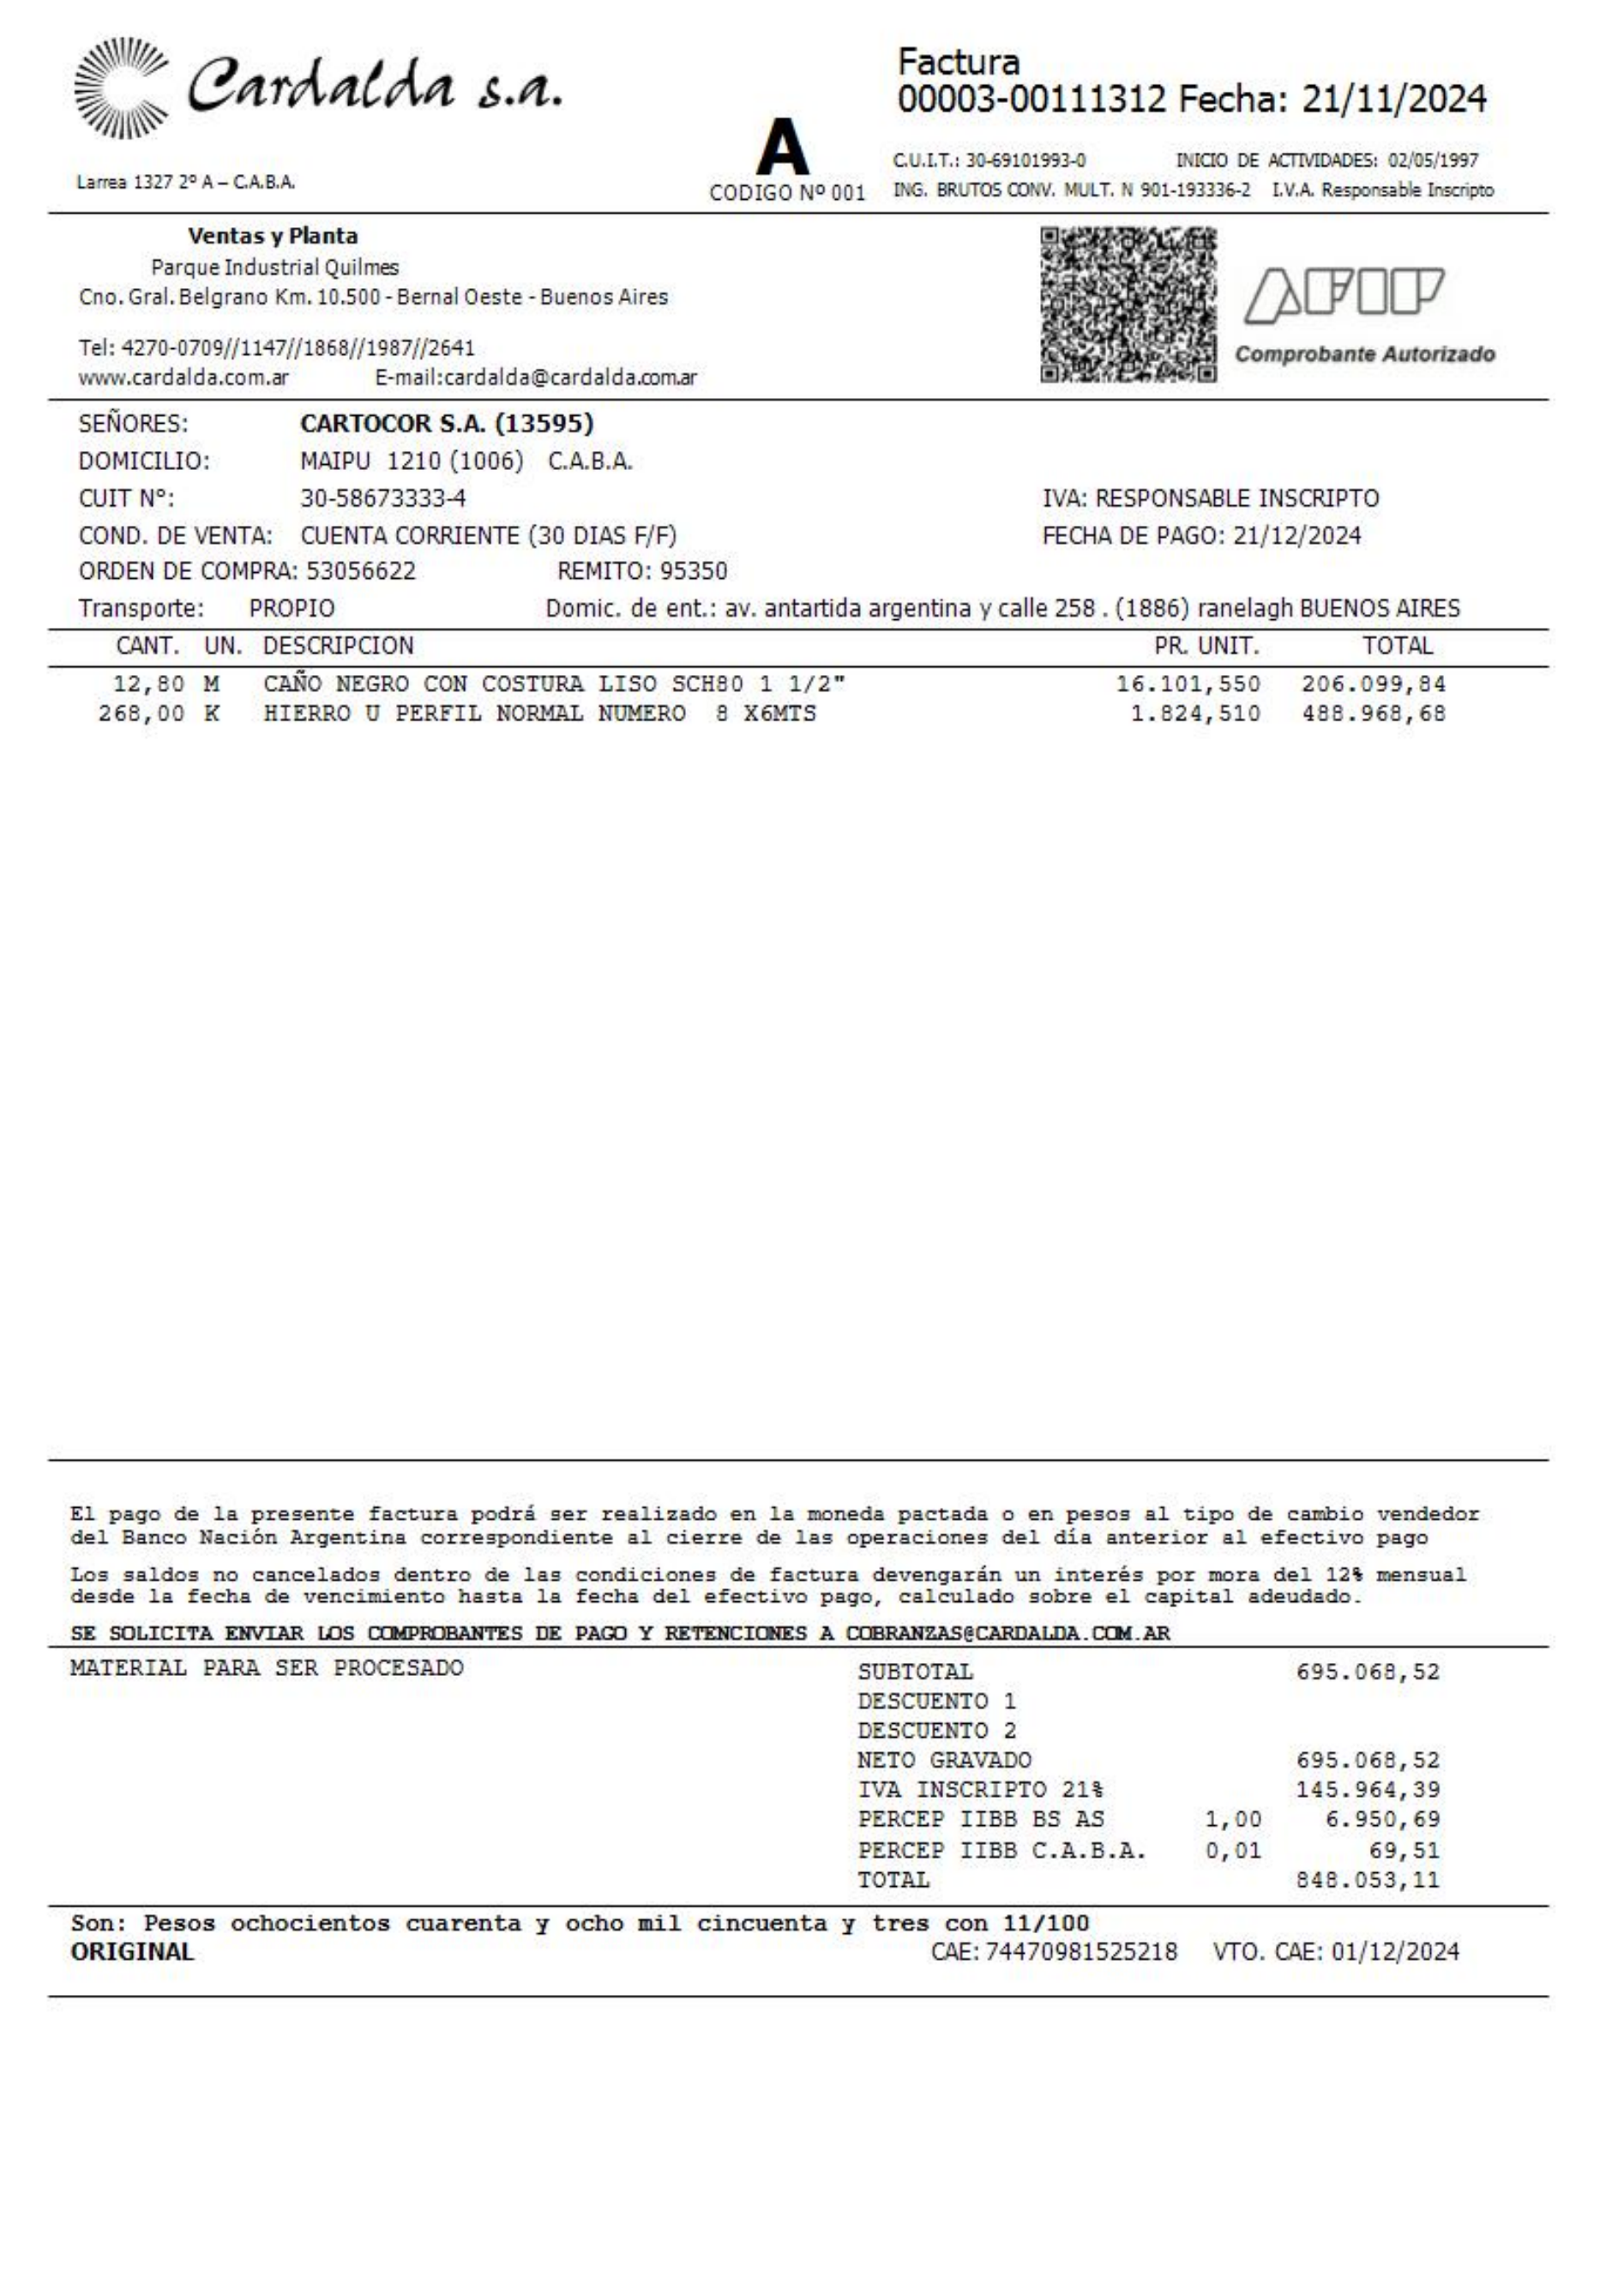 Cardalda s.a.
Factura
00003-00111312 Fecha: 21/11/2024
A
CODIGO Nº 001
C.U.I.T.: 30-69101993-0 INICIO DE ACTIVIDADES: 02/05/1997
Larrea 1327 2º A – C.A.B.A.
ING. BRUTOS CONV. MULT. N 901-193336-2 I.V.A. Responsable Inscripto
Ventas y Planta
Parque Industrial Quilmes
Cno. Gral. Belgrano Km. 10.500 - Bernal Oeste - Buenos Aires
Tel: 4270-0709//1147//1868//1987//2641
www.cardalda.com.ar E-mail:cardalda@cardalda.com.ar
AFIP
Comprobante Autorizado
SEÑORES: CARTOCOR S.A. (13595)
DOMICILIO: MAIPU 1210 (1006) C.A.B.A.
CUIT N°: 30-58673333-4 IVA: RESPONSABLE INSCRIPTO
COND. DE VENTA: CUENTA CORRIENTE (30 DIAS F/F) FECHA DE PAGO: 21/12/2024
ORDEN DE COMPRA: 53056622 REMITO: 95350
Transporte: PROPIO Domic. de ent.: av. antartida argentina y calle 258 . (1886) ranelagh BUENOS AIRES
CANT. UN. DESCRIPCION PR. UNIT. TOTAL
12,80 M CAÑO NEGRO CON COSTURA LISO SCH80 1 1/2" 16.101,550 206.099,84
268,00 K HIERRO U PERFIL NORMAL NUMERO 8 X6MTS 1.824,510 488.968,68
El pago de la presente factura podrá ser realizado en la moneda pactada o en pesos al tipo de cambio vendedor
del Banco Nación Argentina correspondiente al cierre de las operaciones del día anterior al efectivo pago
Los saldos no cancelados dentro de las condiciones de factura devengarán un interés por mora del 12% mensual
desde la fecha de vencimiento hasta la fecha del efectivo pago, calculado sobre el capital adeudado.
SE SOLICITA ENVIAR LOS COMPROBANTES DE PAGO Y RETENCIONES A COBRANZAS@CARDALDA.COM.AR
MATERIAL PARA SER PROCESADO
SUBTOTAL 695.068,52
DESCUENTO 1
DESCUENTO 2
NETO GRAVADO 695.068,52
IVA INSCRIPTO 21% 145.964,39
PERCEP IIBB BS AS 1,00 6.950,69
PERCEP IIBB C.A.B.A. 0,01 69,51
TOTAL 848.053,11
Son: Pesos ochocientos cuarenta y ocho mil cincuenta y tres con 11/100
ORIGINAL CAE: 74470981525218 VTO. CAE: 01/12/2024